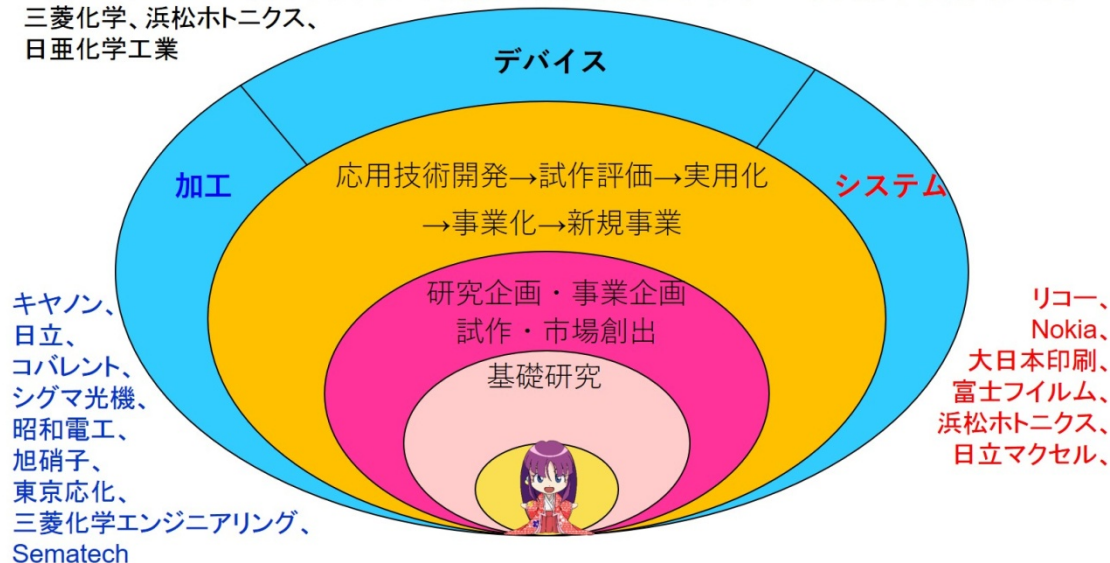 三菱化学、浜松ホトニクス、
日亜化学工業
デバイス
加工
システム
応用技術開発→試作評価→実用化
→事業化→新規事業
研究企画・事業企画
試作・市場創出
基礎研究
キヤノン、
日立、
コバレント、
シグマ光機、
昭和電工、
旭硝子、
東京応化、
三菱化学エンジニアリング、
Sematech
リコー、
Nokia、
大日本印刷、
富士フイルム、
浜松ホトニクス、
日立マクセル、